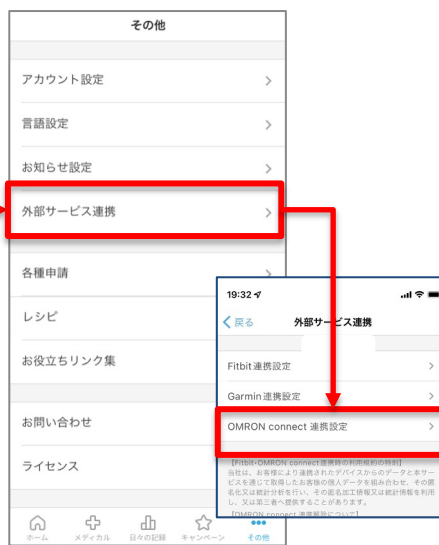 その他
アカウント設定
言語設定
お知らせ設定
外部サービス連携
各種申請
レシピ
お役立ちリンク集
お問い合わせ
ライセンス
ホーム
メディカル
日々の記録
キャンペーン
その他
19:32
戻る
外部サービス連携
Fitbit連携設定
Garmin連携設定
OMRON connect 連携設定
【Fitbit・OMRON connect連携時の利用規約の特則】
当社は、お客様により連携されたデバイスからのデータと本サー
ビスを通じて取得したお客様の個人データを組み合わせ、その匿
名化又は統計分析を行い、その匿名加工情報又は統計情報を利用
し、又は第三者へ提供することがあります。
【OMRON connect 連携解除について】